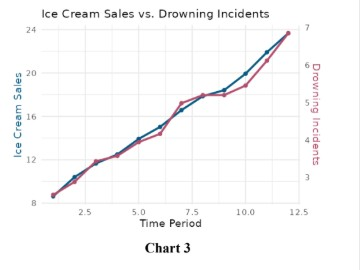 Ice Cream Sales vs. Drowning Incidents
24
20
16
12
8
Ice Cream Sales
7
6
5
4
3
Drowning Incidents
2.5 5.0 7.5 10.0 12.5
Time Period
Chart 3